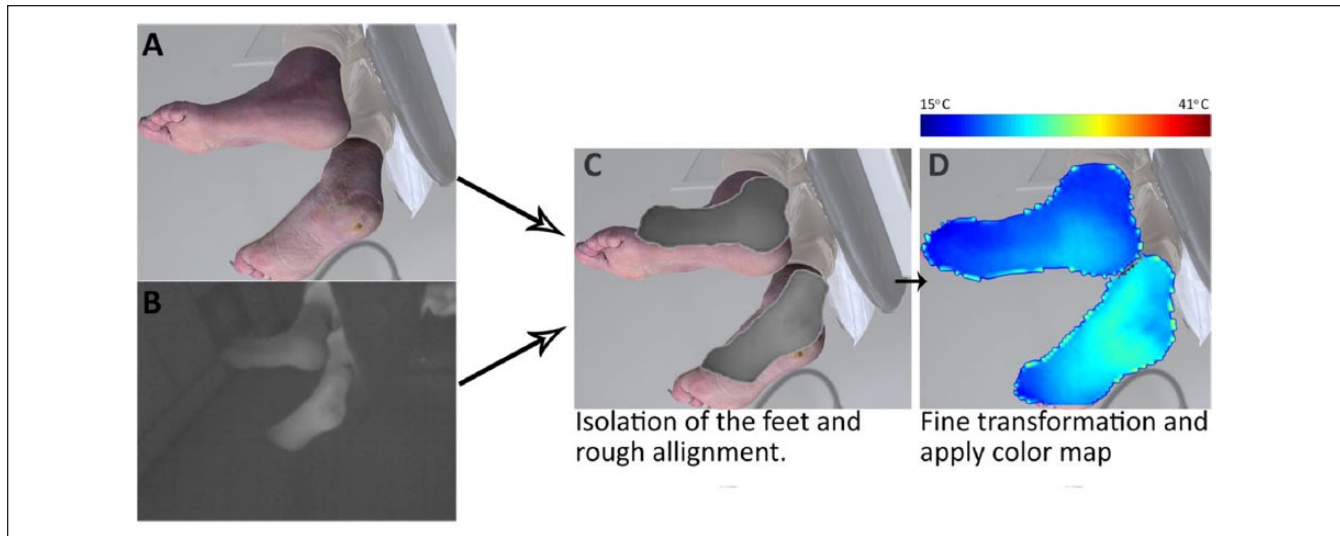 A
B
C
Isolation of the feet and
rough allignment.
15° C 41° C
D
Fine transformation and
apply color map